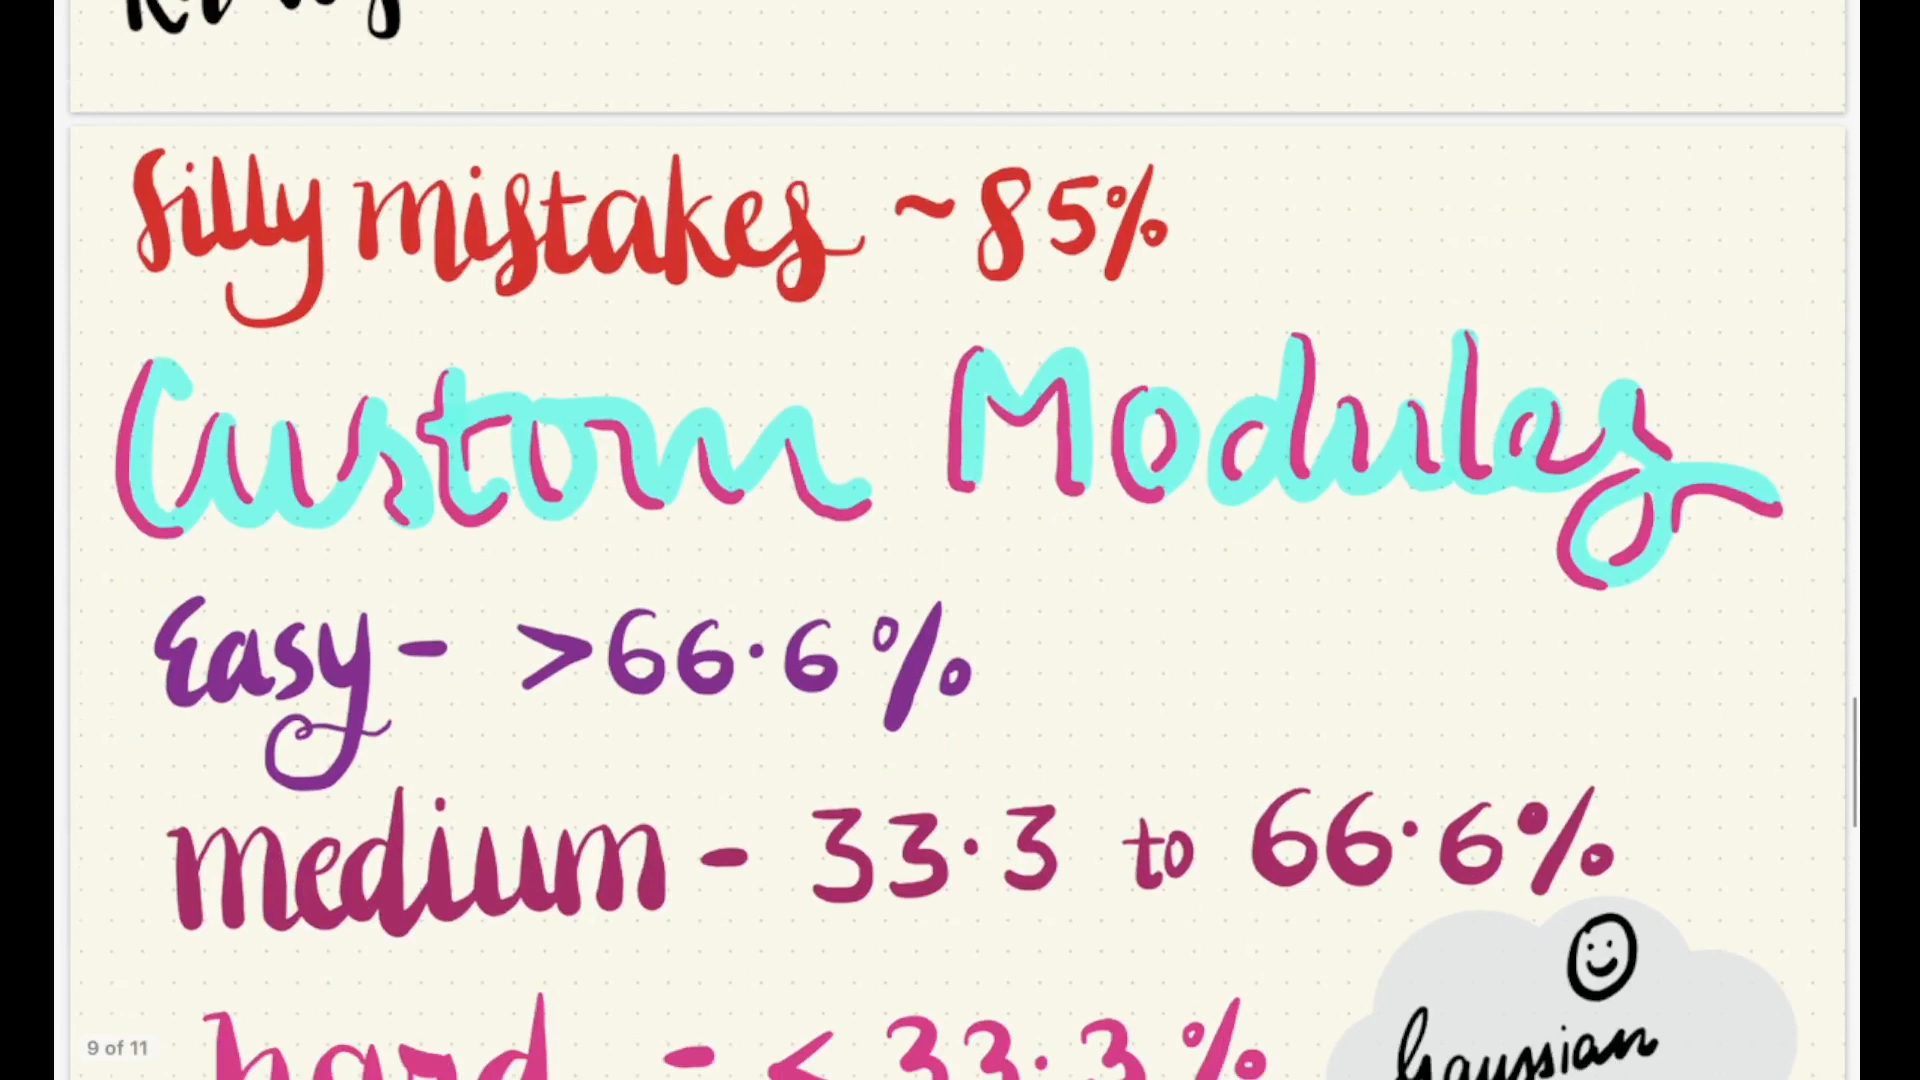 Silly mistakes ~85%
Custom Modules
Easy - >66.6%
medium - 33.3 to 66.6%
hard - < 33.3%
Gaussian
9 of 11